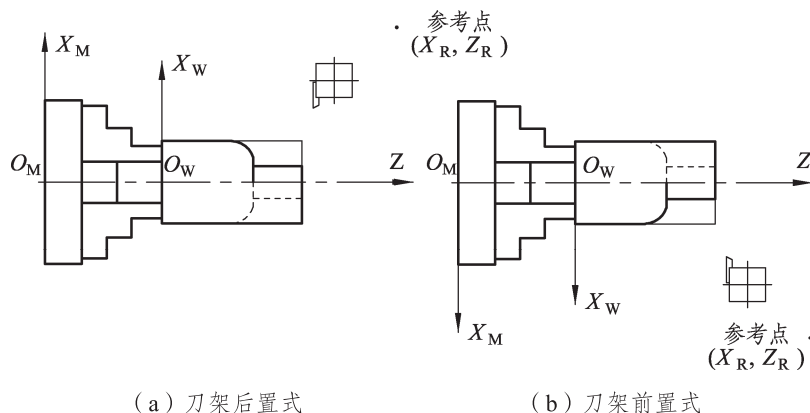 参考点
(X_R, Z_R)
X_M
X_W
O_M
O_W
Z
O_M
O_W
Z
X_W
X_M
参考点
(X_R, Z_R)
(a) 刀架后置式
(b) 刀架前置式